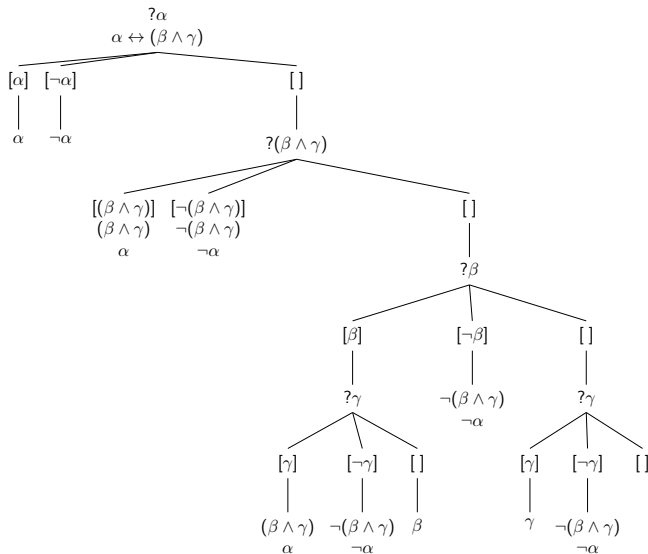 ?α
α ↔ (β ∧ γ)
[α] [¬α] [ ]
α ¬α
?(β ∧ γ)
[(β ∧ γ)] [¬(β ∧ γ)] [ ]
(β ∧ γ) ¬(β ∧ γ)
α ¬α
?β
[β] [¬β] [ ]
?γ ¬(β ∧ γ) ?γ
¬α
[γ] [¬γ] [ ] [γ] [¬γ] [ ]
(β ∧ γ) ¬(β ∧ γ) β γ ¬(β ∧ γ)
α ¬α ¬α